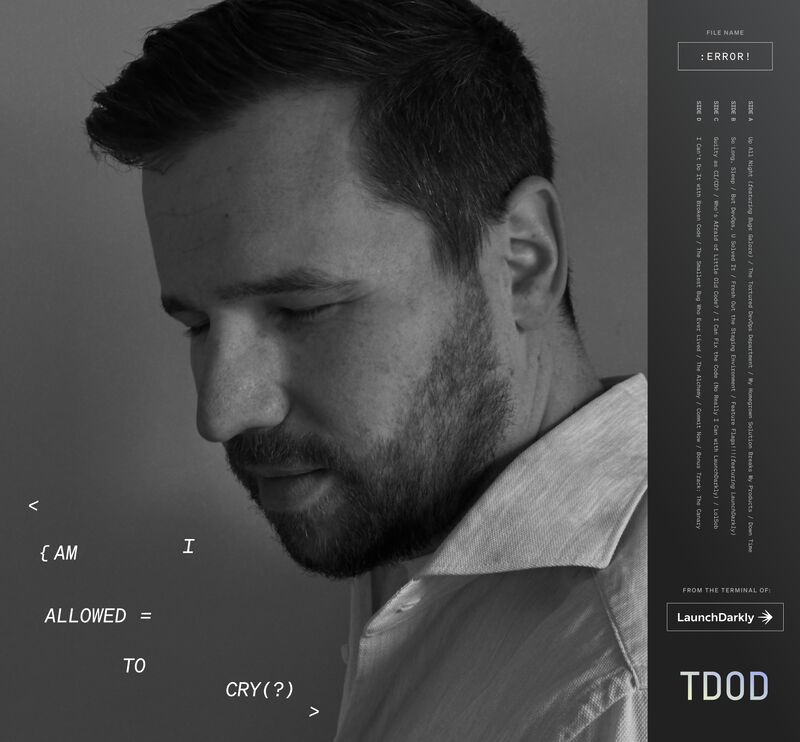 FILE NAME
:ERROR!
SIDE A Up All Night (featuring Bugs Galore) / The Tortured DevOps Department / My Homegrown Solution Breaks My Products / Down Time
SIDE B So Long, Sleep / But DevOps, U Solved It / Fresh Out the Staging Environment / Feature Flags!!!(featuring LaunchDarkly)
SIDE C Guilty as CI/CD? / Who's Afraid of Little Old Code? / I Can Fix the Code (No Really I Can with LaunchDarkly) / LolSob
SIDE D I Can't Do It with Broken Code / The Smallest Bug Who Ever Lived / The Alchemy / Commit Now / Bonus Track: The Canary
<
{ AM I
ALLOWED =
TO
CRY(?)
>
FROM THE TERMINAL OF:
LaunchDarkly
TDOD